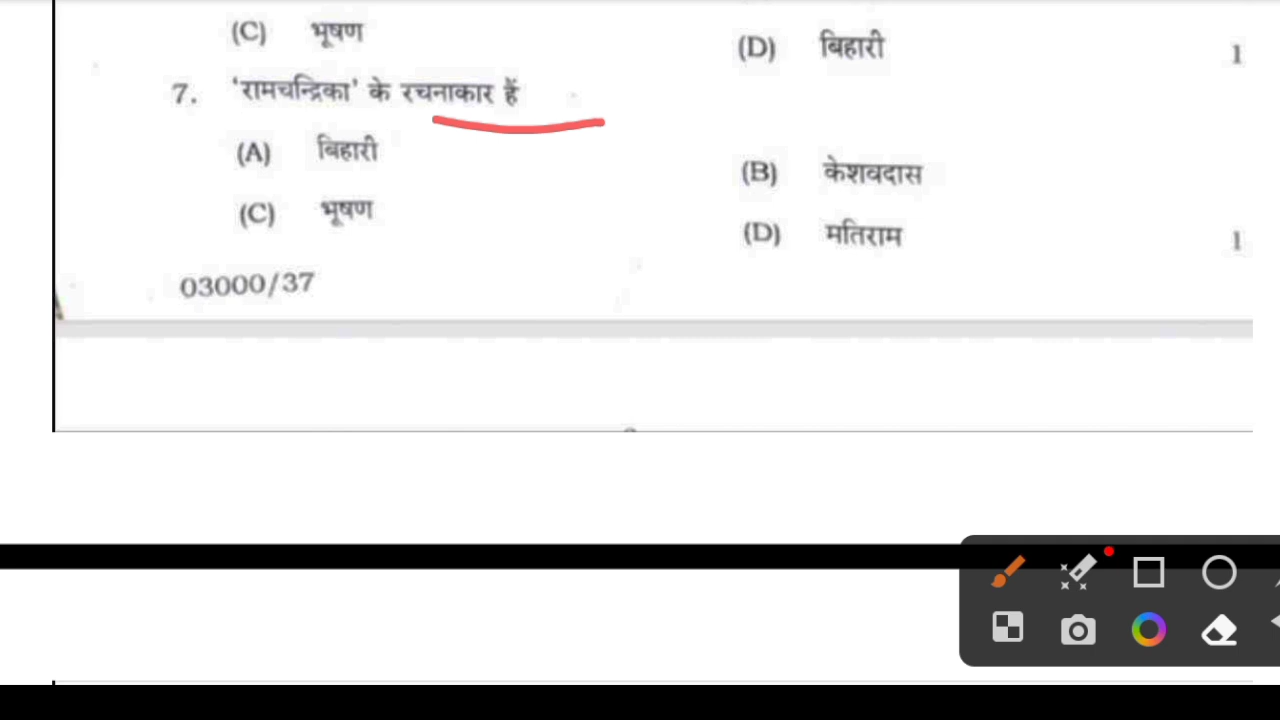 (C) भूषण (D) बिहारी 1
7. 'रामचन्द्रिका' के रचनाकार हैं
(A) बिहारी (B) केशवदास
(C) भूषण (D) मतिराम 1
03000/37